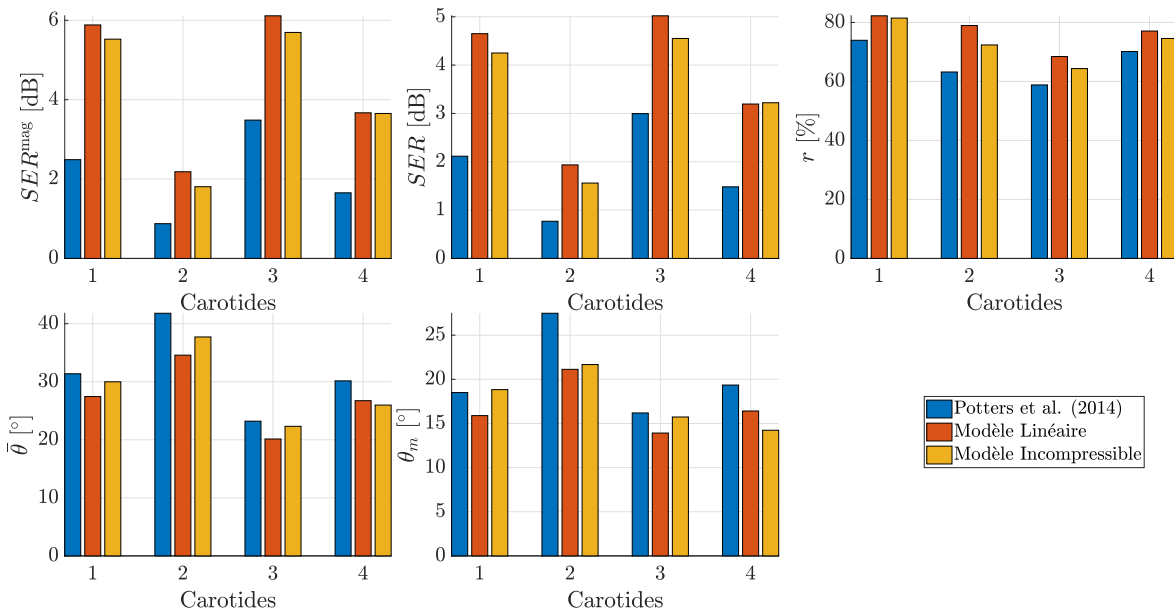 SER^mag [dB]
6
4
2
0
1 2 3 4
Carotides
SER [dB]
5
4
3
2
1
0
1 2 3 4
Carotides
r [%]
80
60
40
20
0
1 2 3 4
Carotides
θ̄ [°]
40
30
20
10
0
1 2 3 4
Carotides
θ_m [°]
25
20
15
10
5
0
1 2 3 4
Carotides
Potters et al. (2014)
Modèle Linéaire
Modèle Incompressible